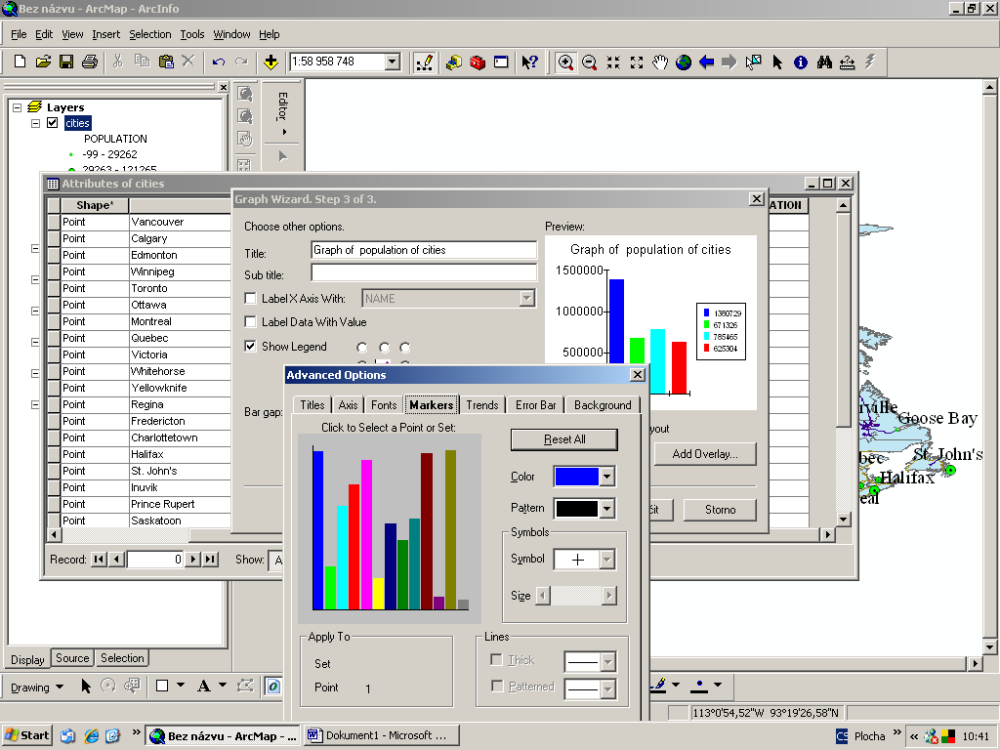 Bez názvu - ArcMap - ArcInfo
File Edit View Insert Selection Tools Window Help
1:58 958 748
Layers
cities
POPULATION
-99 - 29262
29263 - 121265
Editor
Attributes of cities
Shape*
ATION
Point Vancouver
Point Calgary
Point Edmonton
Point Winnipeg
Point Toronto
Point Ottawa
Point Montreal
Point Quebec
Point Victoria
Point Whitehorse
Point Yellowknife
Point Regina
Point Fredericton
Point Charlottetown
Point Halifax
Point St. John's
Point Inuvik
Point Prince Rupert
Point Saskatoon
Record: 0 Show: A
Graph Wizard. Step 3 of 3.
Choose other options.
Title: Graph of population of cities
Sub title:
Label X Axis With: NAME
Label Data With Value
Show Legend
Bar gap:
Preview:
Graph of population of cities
1500000
1000000
500000
1380729
671326
785465
625304
yout
Add Overlay...
čit
Storno
Advanced Options
Titles Axis Fonts Markers Trends Error Bar Background
Click to Select a Point or Set:
Reset All
Color
Pattern
Symbols
Symbol
Size
Apply To
Set
Point 1
Lines
Thick
Patterned
ville
Goose Bay
bec
St. John's
Halifax
eal
Display Source Selection
Drawing
A
113°0'54,52"W 93°19'26,58"N
Start
Bez názvu - ArcMap - ...
Dokument1 - Microsoft ...
CS
Plocha
10:41